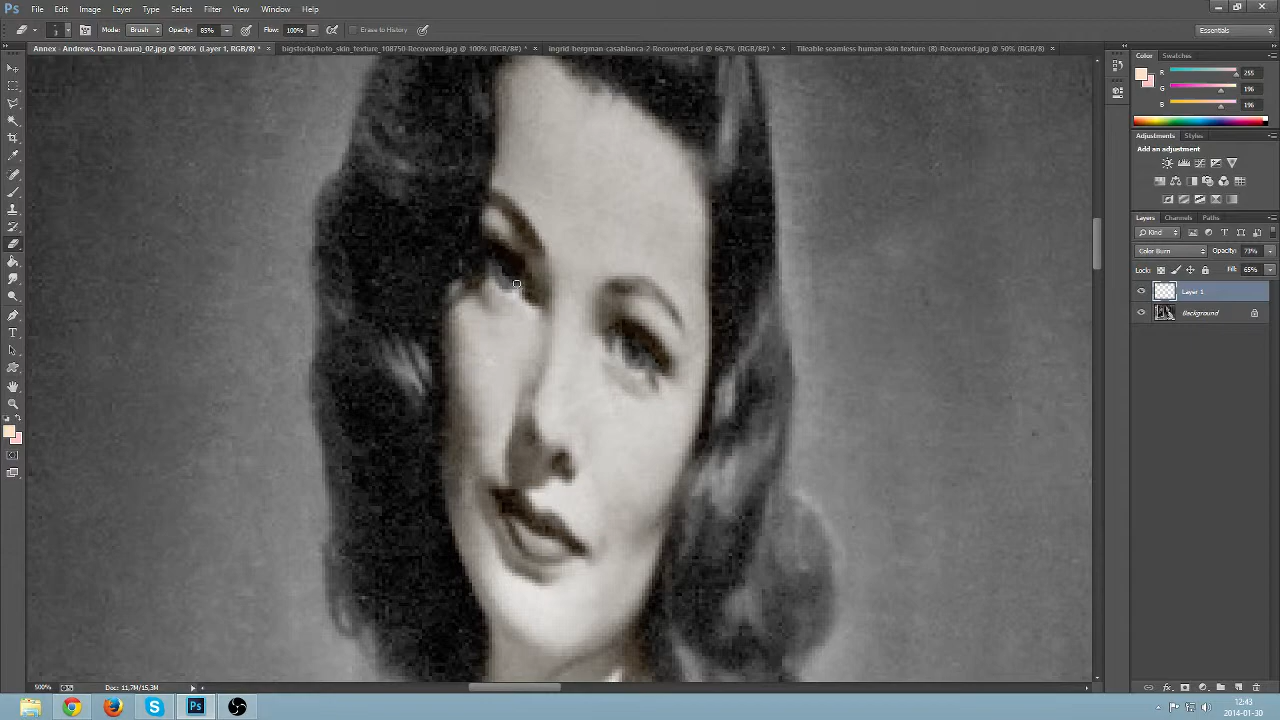 Ps File Edit Image Layer Type Select Filter View Window Help
3 Mode: Brush Opacity: 85% Flow: 100% Erase to History Essentials
Annex - Andrews, Dana (Laura)_02.jpg @ 500% (Layer 1, RGB/8) * × bigstockphoto_skin_texture_108750-Recovered.jpg @ 100% (RGB/8#) * × ingrid-bergman-casablanca-2-Recovered.psd @ 66,7% (RGB/8#) * × Tileable seamless human skin texture (8)-Recovered.jpg @ 50% (RGB/8) ×
Color Swatches
R 255
G 196
B 196
Adjustments Styles
Add an adjustment
Layers Channels Paths
Kind
Color Burn Opacity: 73%
Lock: Fill: 65%
Layer 1
Background
500% Doc: 11,7M/15,3M
Ps
12:43
2014-01-30